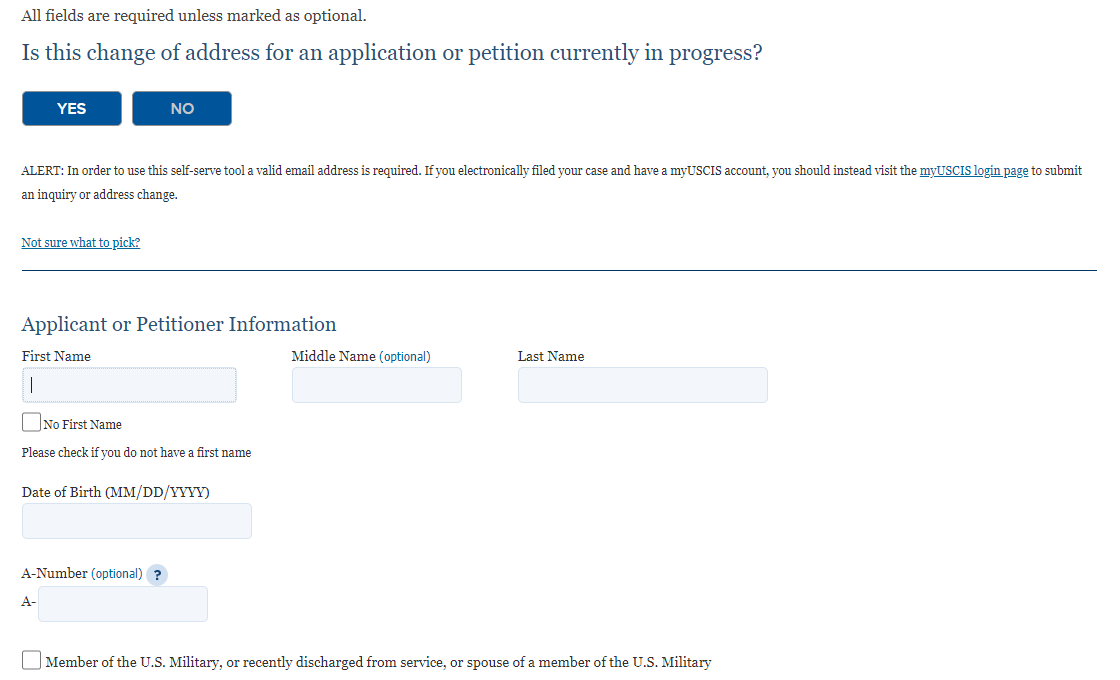 All fields are required unless marked as optional.
Is this change of address for an application or petition currently in progress?
YES NO
ALERT: In order to use this self-serve tool a valid email address is required. If you electronically filed your case and have a myUSCIS account, you should instead visit the myUSCIS login page to submit
an inquiry or address change.
Not sure what to pick?
Applicant or Petitioner Information
First Name Middle Name (optional) Last Name
No First Name
Please check if you do not have a first name
Date of Birth (MM/DD/YYYY)
A-Number (optional) ?
A-
Member of the U.S. Military, or recently discharged from service, or spouse of a member of the U.S. Military